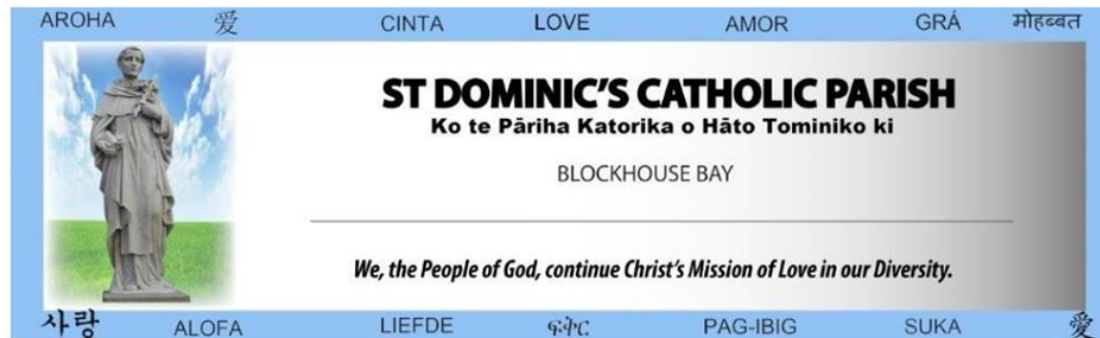 AROHA 愛 CINTA LOVE AMOR GRÁ मोहब्बत
ST DOMINIC'S CATHOLIC PARISH
Ko te Pāriha Katorika o Hāto Tominiko ki
BLOCKHOUSE BAY
We, the People of God, continue Christ's Mission of Love in our Diversity.
사랑 ALOFA LIEFDE ፍቅር PAG-IBIG SUKA 愛